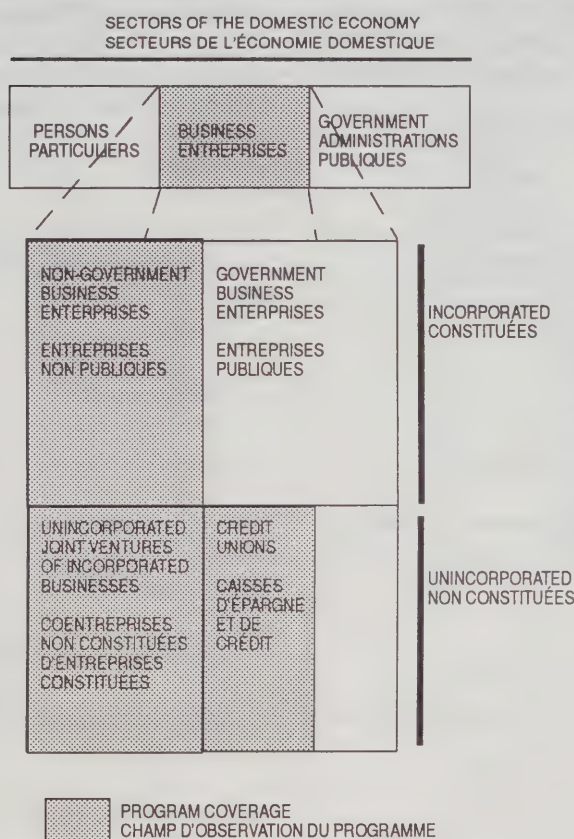 SECTORS OF THE DOMESTIC ECONOMY
SECTEURS DE L'ÉCONOMIE DOMESTIQUE
PERSONS
PARTICULIERS
BUSINESS
ENTREPRISES
GOVERNMENT
ADMINISTRATIONS
PUBLIQUES
NON-GOVERNMENT
BUSINESS
ENTERPRISES
ENTREPRISES
NON PUBLIQUES
GOVERNMENT
BUSINESS
ENTERPRISES
ENTREPRISES
PUBLIQUES
INCORPORATED
CONSTITUÉES
UNINCORPORATED
JOINT VENTURES
OF INCORPORATED
BUSINESSES
COENTREPRISES
NON CONSTITUÉES
D'ENTREPRISES
CONSTITUÉES
CREDIT
UNIONS
CAISSES
D'ÉPARGNE
ET DE
CRÉDIT
UNINCORPORATED
NON CONSTITUÉES
PROGRAM COVERAGE
CHAMP D'OBSERVATION DU PROGRAMME